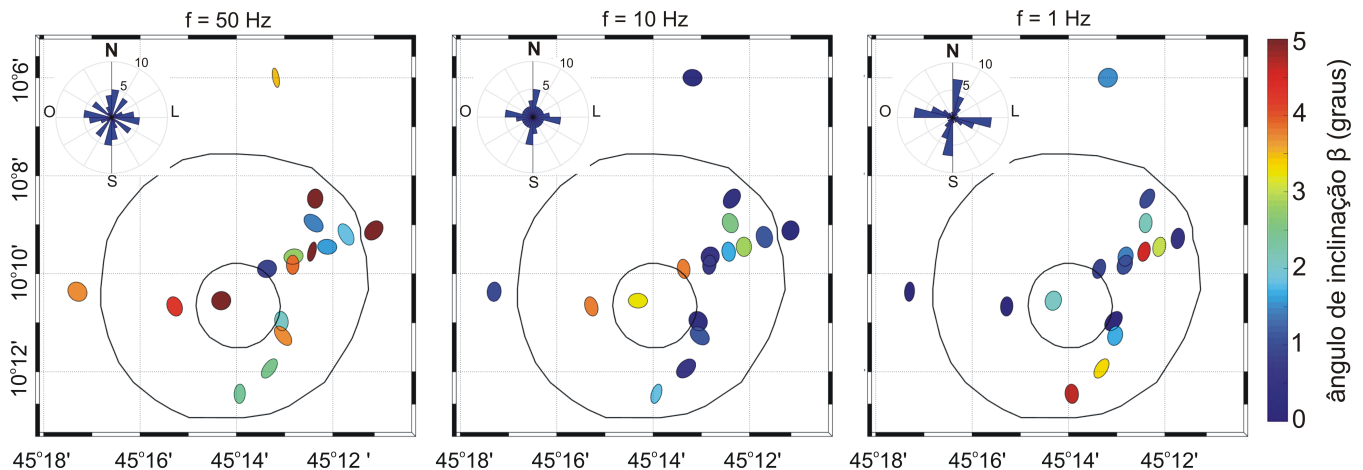 f = 50 Hz
f = 10 Hz
f = 1 Hz
N
10
5
O
L
S
N
10
5
O
L
S
N
10
5
O
L
S
10°6'
10°8'
10°10'
10°12'
45°18'
45°16'
45°14'
45°12 '
45°18'
45°16'
45°14'
45°12 '
45°18'
45°16'
45°14'
45°12 '
5
4
3
2
1
0
ângulo de inclinação β (graus)